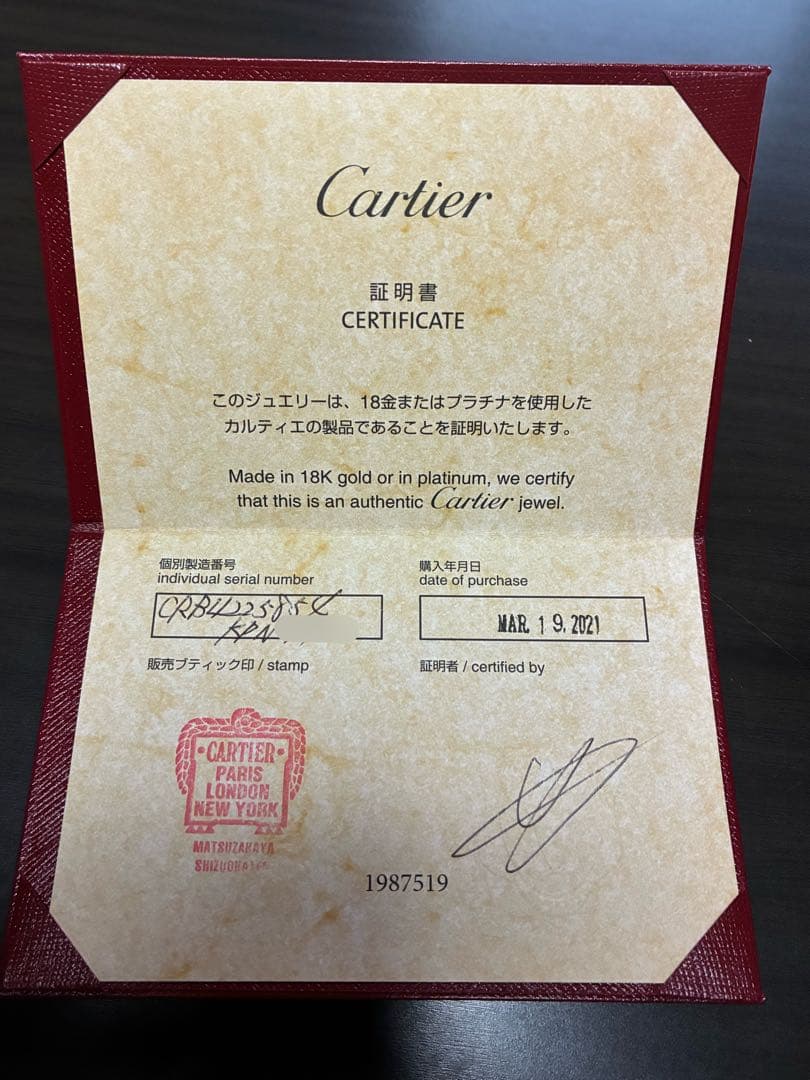 Cartier
証明書
CERTIFICATE
このジュエリーは、18金またはプラチナを使用した
カルティエの製品であることを証明いたします。
Made in 18K gold or in platinum, we certify
that this is an authentic Cartier jewel.
個別製造番号
individual serial number
CRB4225854
KPN
購入年月日
date of purchase
MAR. 19. 2021
販売ブティック印 / stamp
証明者 / certified by
CARTIER
PARIS
LONDON
NEW YORK
MATSUZAKAYA
1987519